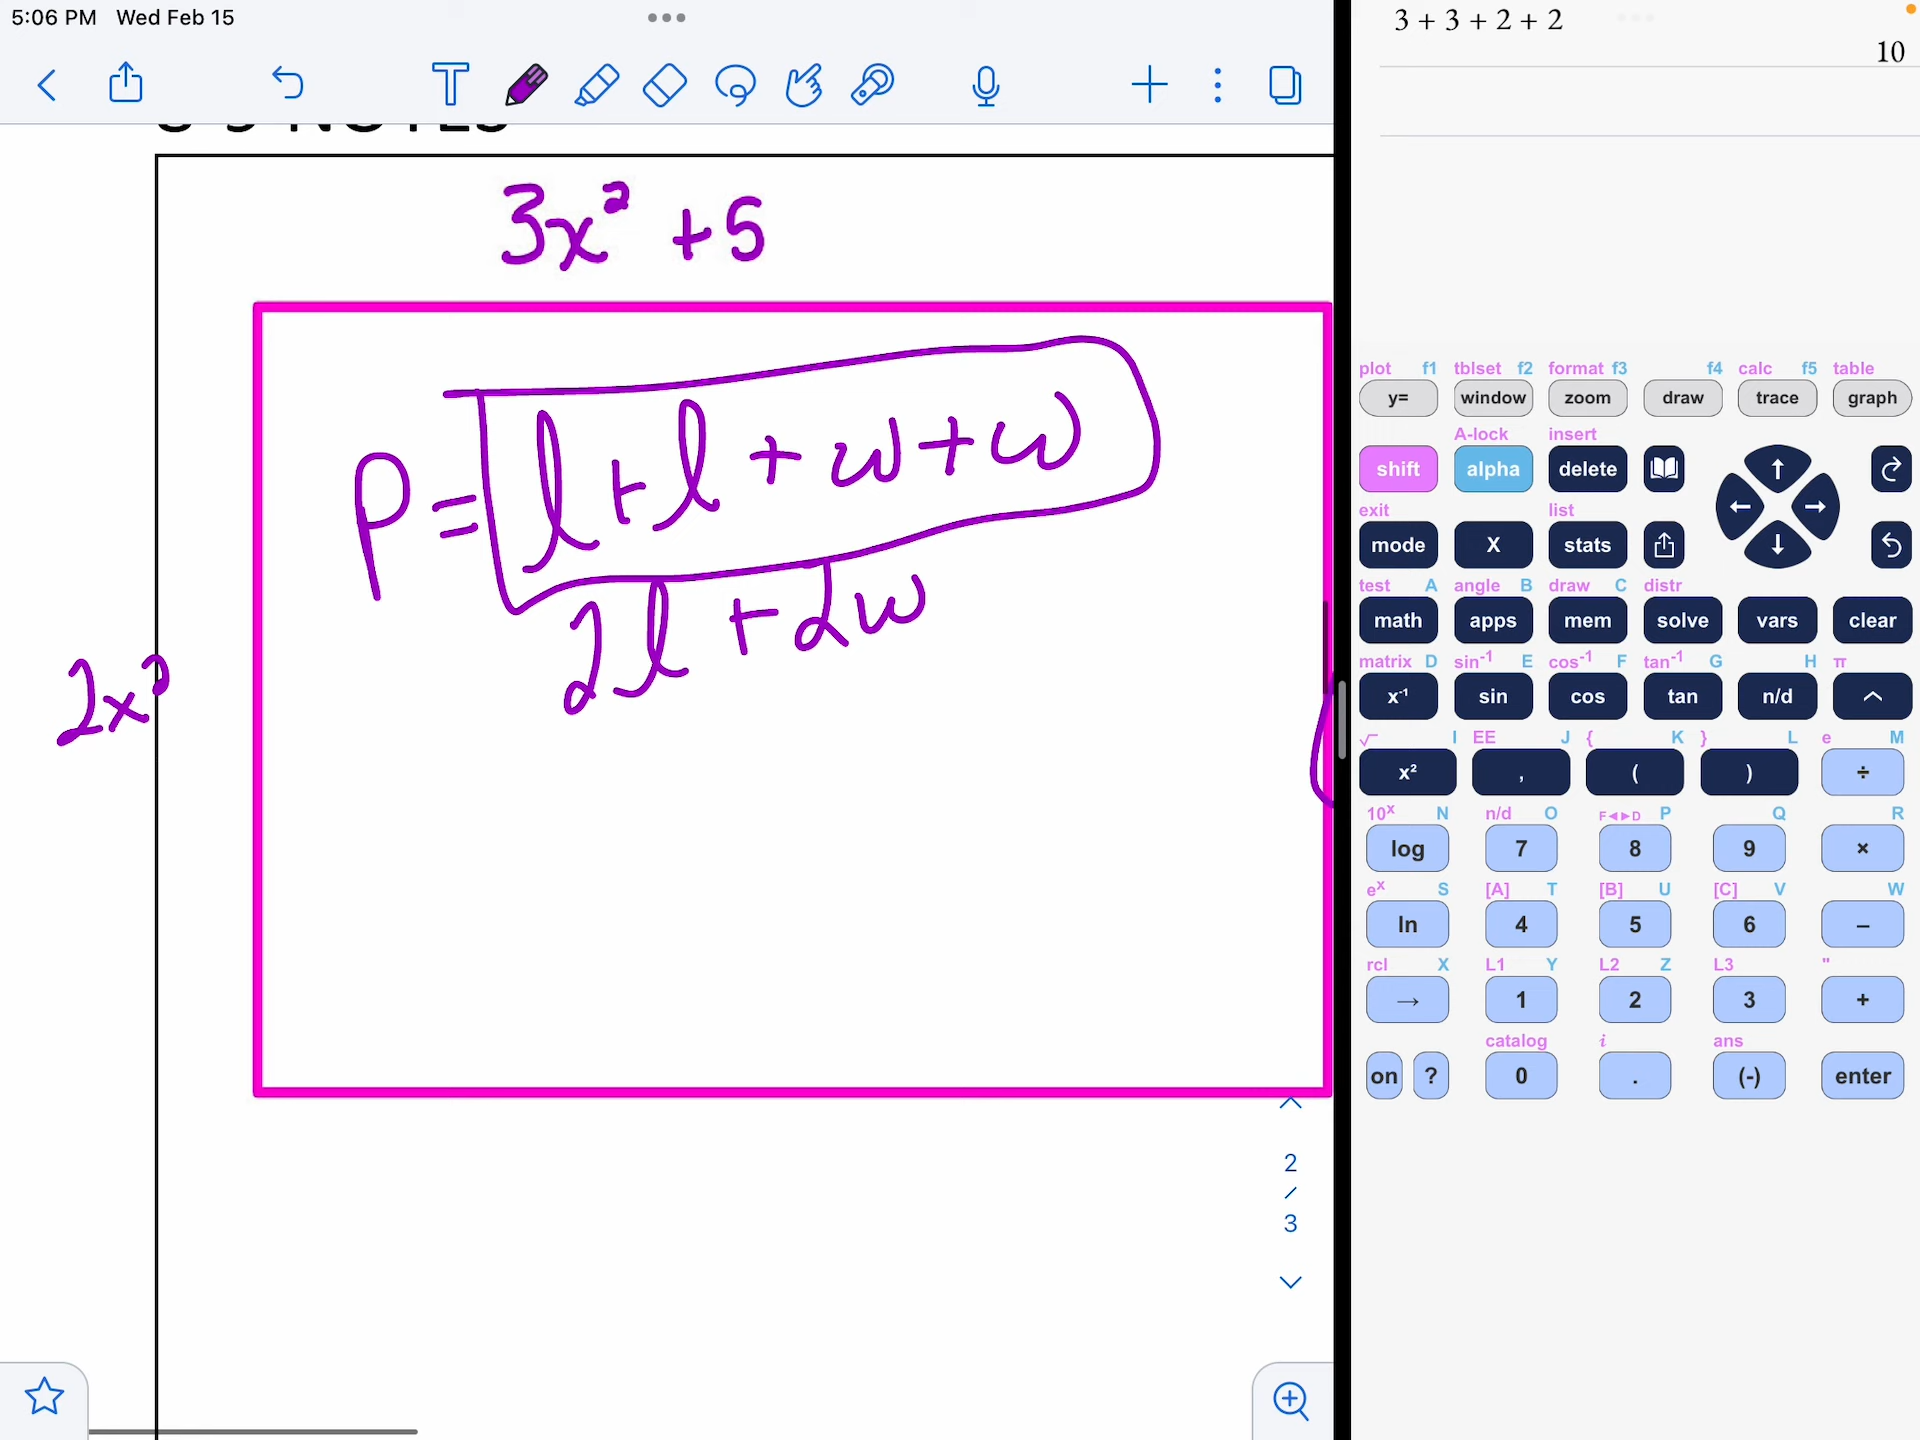 5:06 PM Wed Feb 15
T
3x² + 5
P = l + l + w + w
2l + 2w
2x²
2
/
3
3 + 3 + 2 + 2
10
plot f1 tblset f2 format f3 f4 calc f5 table
y= window zoom draw trace graph
A-lock insert
shift alpha delete
exit list
mode X stats
test A angle B draw C distr
math apps mem solve vars clear
matrix D sin⁻¹ E cos⁻¹ F tan⁻¹ G H π
x⁻¹ sin cos tan n/d ^
√ I EE J { K } L e M
x² , ( ) ÷
10ˣ N n/d O F◄►D P Q R
log 7 8 9 ×
eˣ S [A] T [B] U [C] V W
ln 4 5 6 –
rcl X L1 Y L2 Z L3 "
→ 1 2 3 +
catalog i ans
on ? 0 . (-) enter